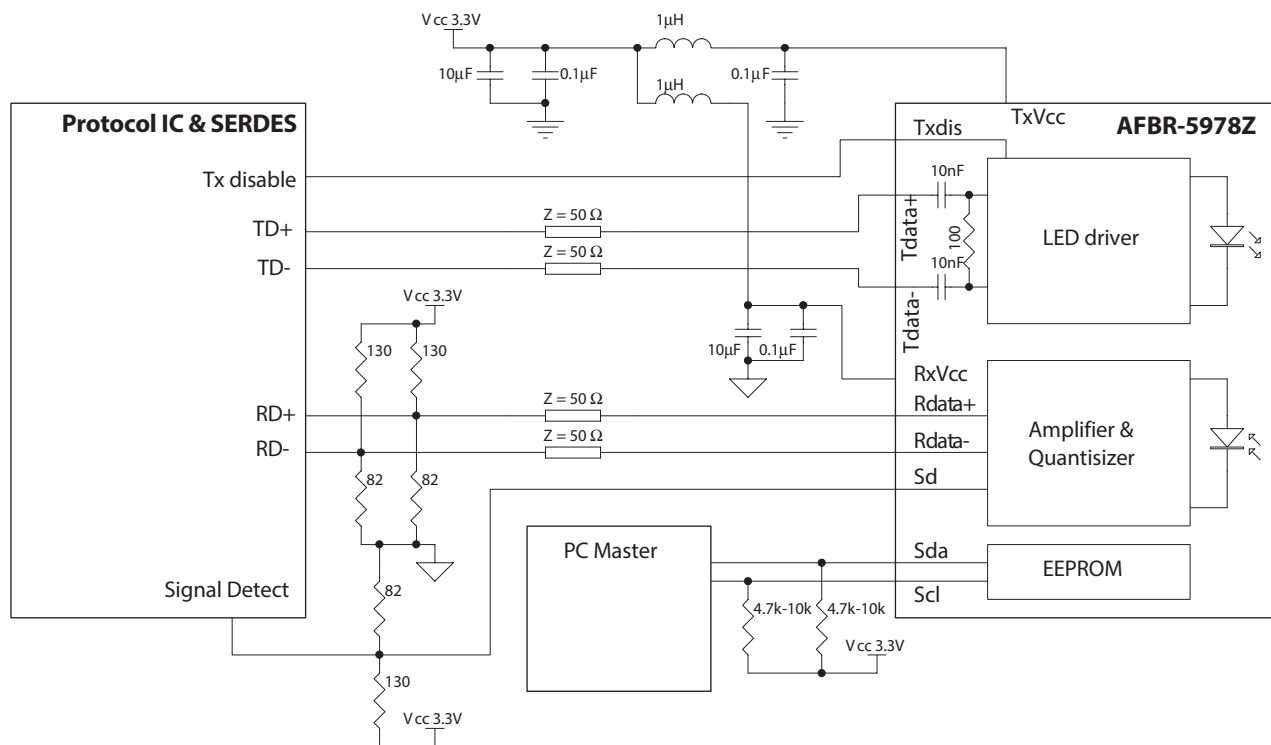 Vcc 3.3V
1µH
10µF
0.1µF
1µH
0.1µF
Protocol IC & SERDES
Tx disable
TD+
TD-
RD+
RD-
Signal Detect
Z = 50 Ω
Z = 50 Ω
Vcc 3.3V
130
130
82
82
82
130
Vcc 3.3V
10µF
0.1µF
Z = 50 Ω
Z = 50 Ω
PC Master
4.7k-10k
4.7k-10k
Vcc 3.3V
TxVcc
AFBR-5978Z
Txdis
Tdata+
10nF
100
10nF
Tdata-
LED driver
RxVcc
Rdata+
Rdata-
Sd
Amplifier &
Quantisizer
Sda
Scl
EEPROM